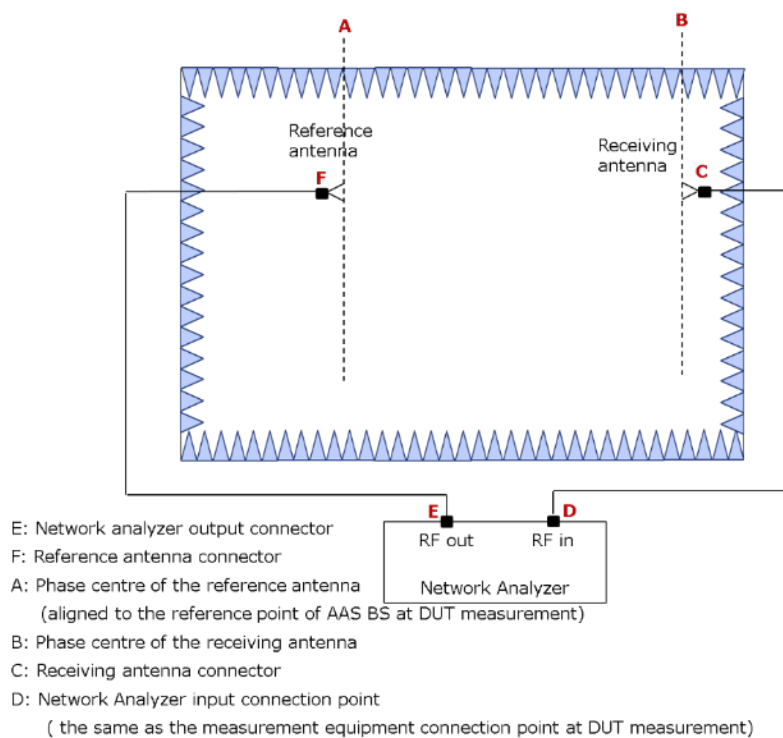 A
B
Reference
antenna
Receiving
antenna
F
C
E
D
RF out
RF in
Network Analyzer
E: Network analyzer output connector
F: Reference antenna connector
A: Phase centre of the reference antenna
(aligned to the reference point of AAS BS at DUT measurement)
B: Phase centre of the receiving antenna
C: Receiving antenna connector
D: Network Analyzer input connection point
( the same as the measurement equipment connection point at DUT measurement)